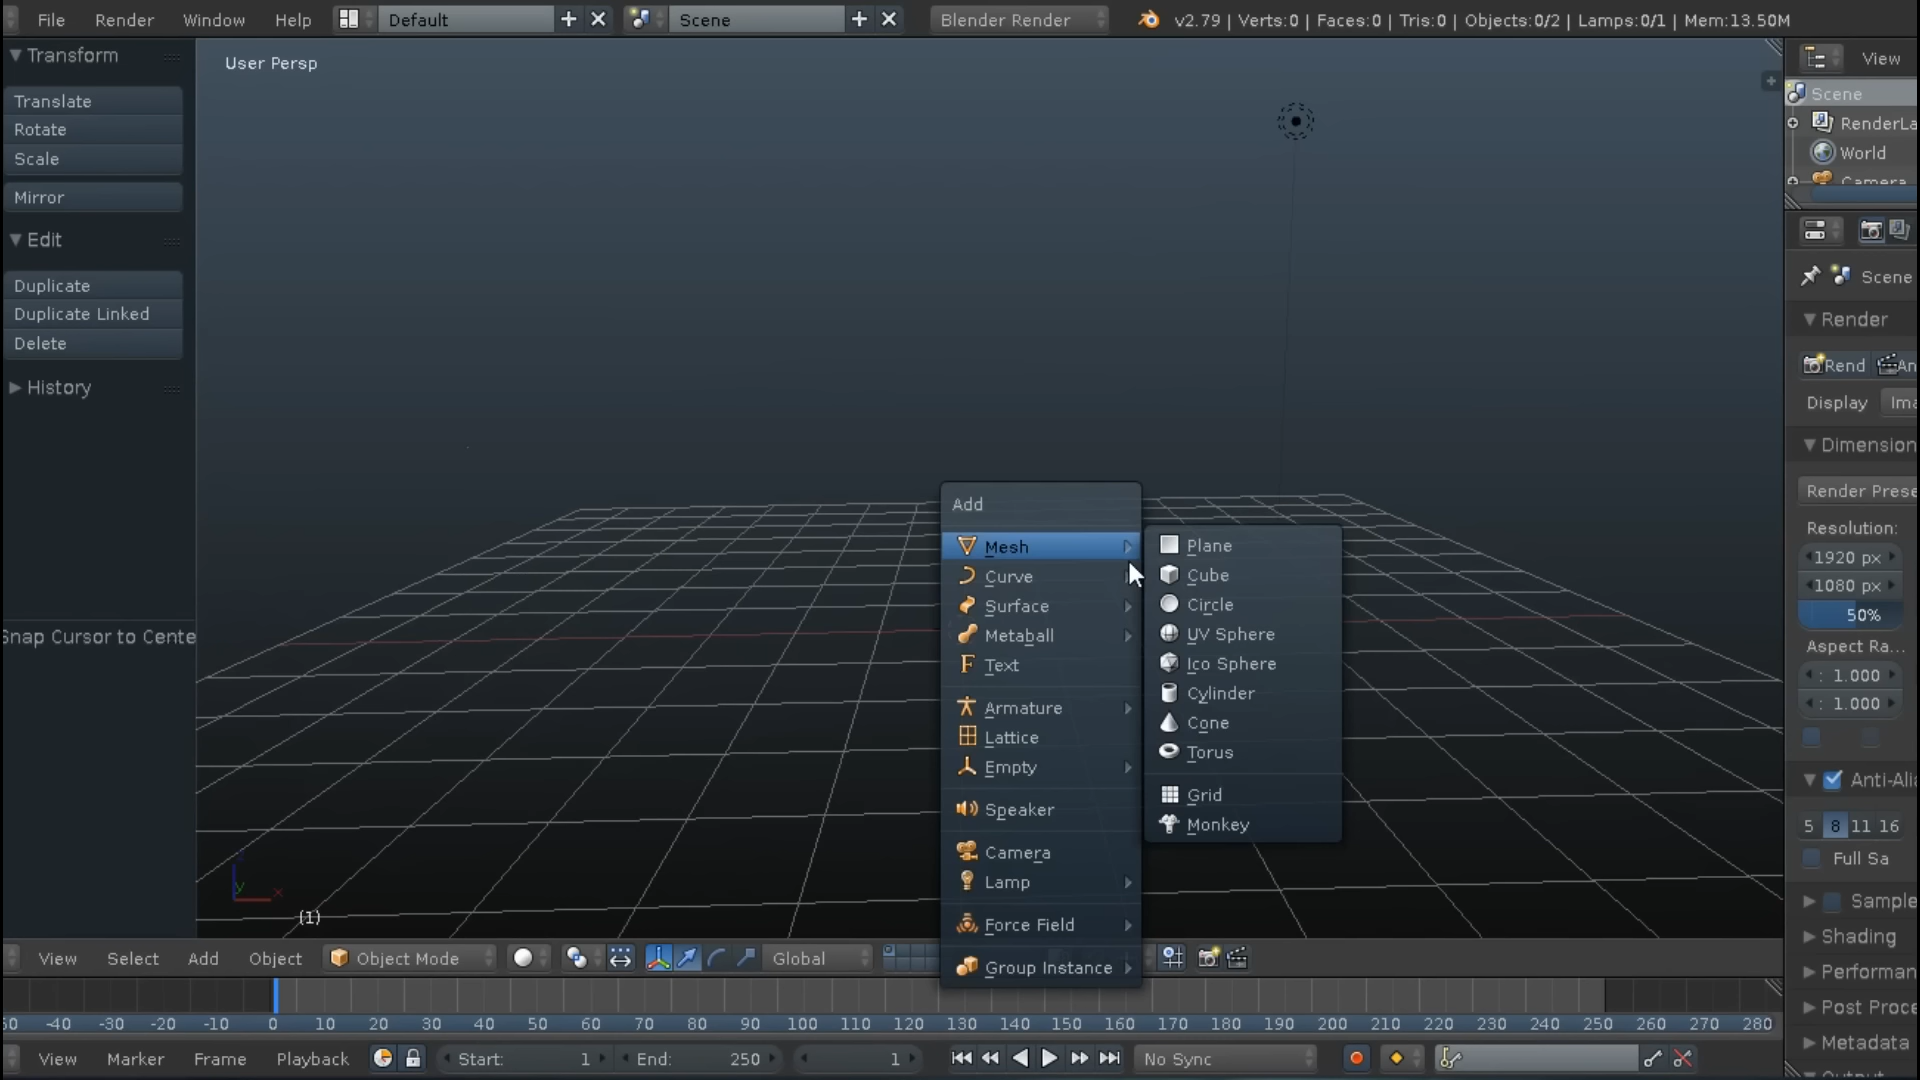 File Render Window Help Default Scene Blender Render v2.79 | Verts:0 | Faces:0 | Tris:0 | Objects:0/2 | Lamps:0/1 | Mem:13.50M
Transform
Translate
Rotate
Scale
Mirror
Edit
Duplicate
Duplicate Linked
Delete
History
Snap Cursor to Cente
User Persp
(1)
Add
Mesh
Curve
Surface
Metaball
Text
Armature
Lattice
Empty
Speaker
Camera
Lamp
Force Field
Group Instance
Plane
Cube
Circle
UV Sphere
Ico Sphere
Cylinder
Cone
Torus
Grid
Monkey
View
Scene
RenderLa
World
Camera
Scene
Render
Rend An
Display Ima
Dimension
Render Prese
Resolution:
1920 px
1080 px
50%
Aspect Ra...
: 1.000
: 1.000
Anti-Alia
5 8 11 16
Full Sa
Sample
Shading
Performan
Post Proce
Metadata
View Select Add Object Object Mode Global
50 -40 -30 -20 -10 0 10 20 30 40 50 60 70 80 90 100 110 120 130 140 150 160 170 180 190 200 210 220 230 240 250 260 270 280
View Marker Frame Playback Start: 1 End: 250 1 No Sync